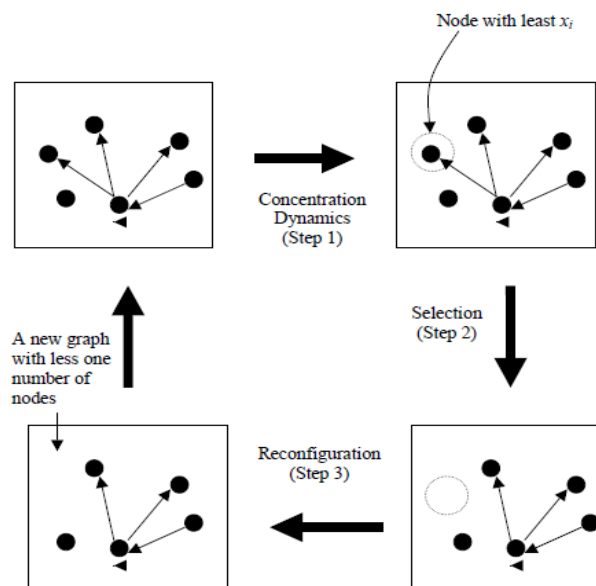 Node with least xᵢ
Concentration
Dynamics
(Step 1)
Selection
(Step 2)
A new graph
with less one
number of
nodes
Reconfiguration
(Step 3)